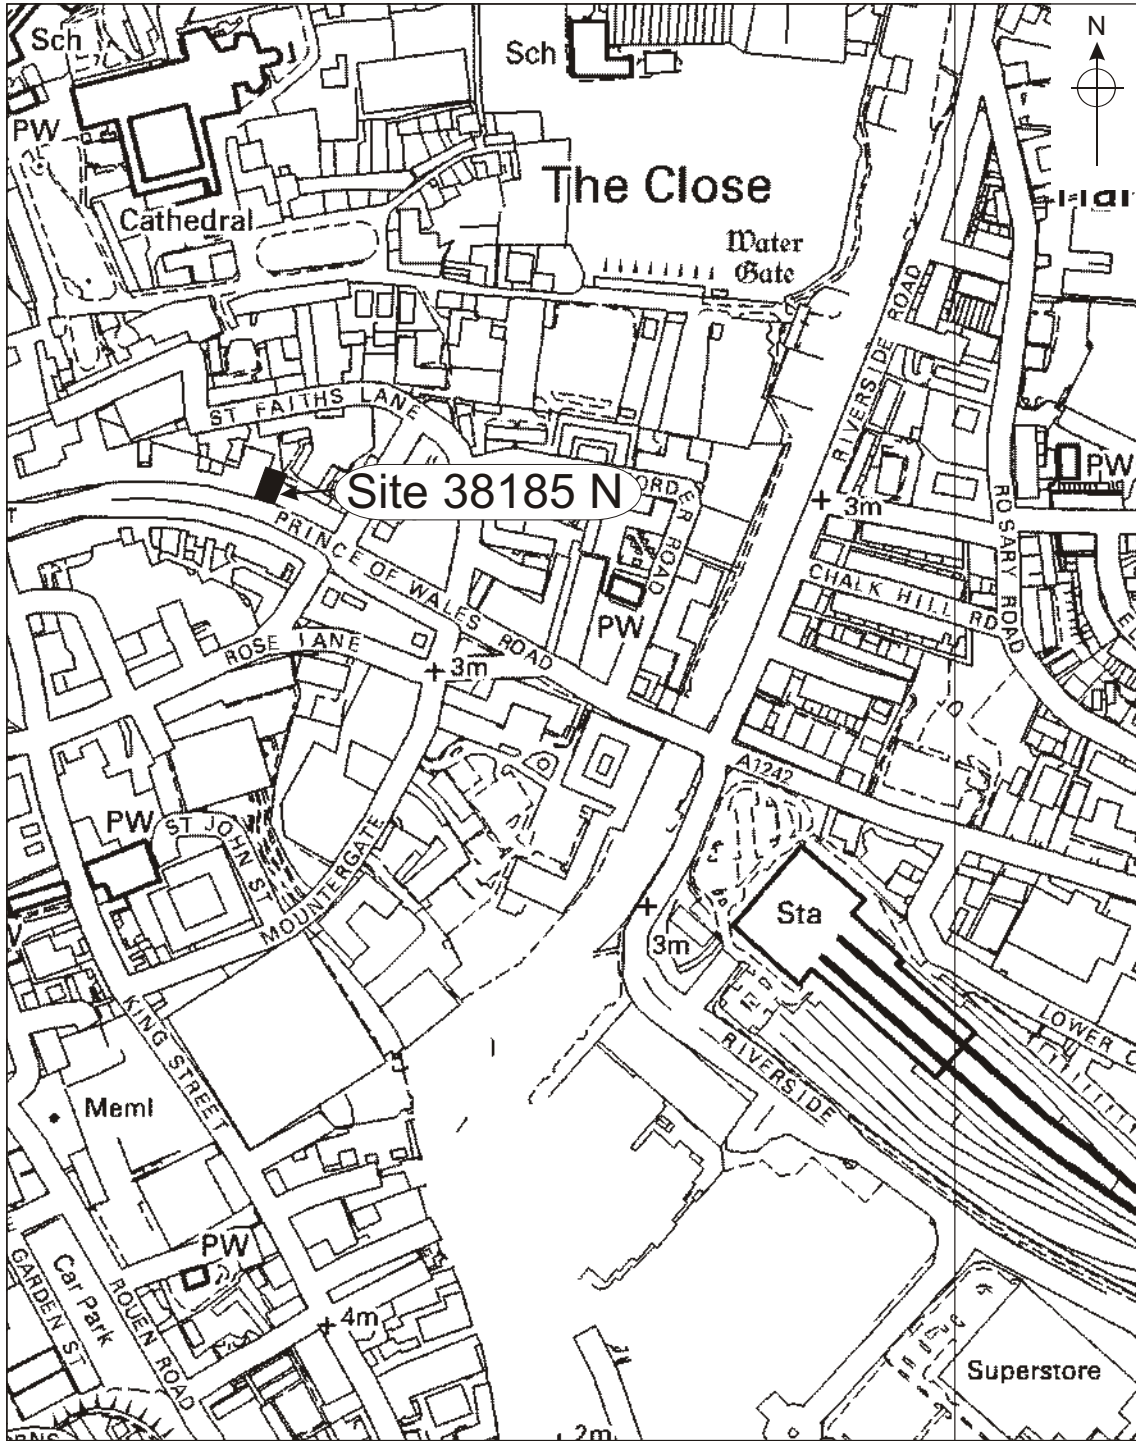 Sch
Sch
N
PW
The Close
Cathedral
Water
Gate
RIVERSIDE ROAD
ST FAITHS LANE
PW
Site 38185 N
ORDER ROAD
3m
ROSARY ROAD
PRINCE OF WALES ROAD
CHALK HILL RD
PW
ROSE LANE
3m
A1242
PW
ST JOHN ST
MOUNTERGATE
Sta
3m
KING STREET
LOWER C
RIVERSIDE
Meml
PW
GARDEN ST
Car Park
ROUEN ROAD
4m
Superstore
2m